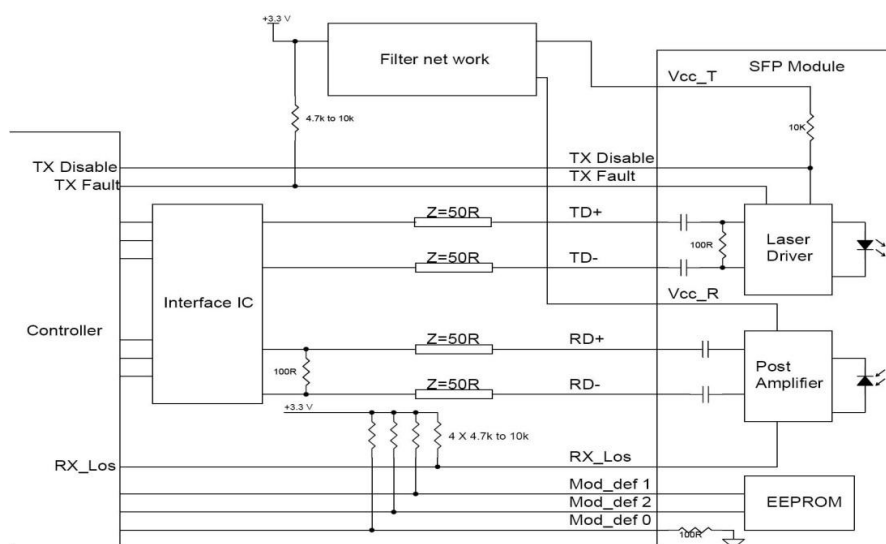 +3.3 V
Filter net work
SFP Module
Vcc_T
4.7k to 10k
10K
TX Disable
TX Disable
TX Fault
TX Fault
Z=50R
TD+
100R
Laser
Driver
Z=50R
TD-
Interface IC
Vcc_R
Controller
Z=50R
RD+
100R
Post
Amplifier
Z=50R
RD-
+3.3 V
4 X 4.7k to 10k
RX_Los
RX_Los
Mod_def 1
EEPROM
Mod_def 2
Mod_def 0
100R